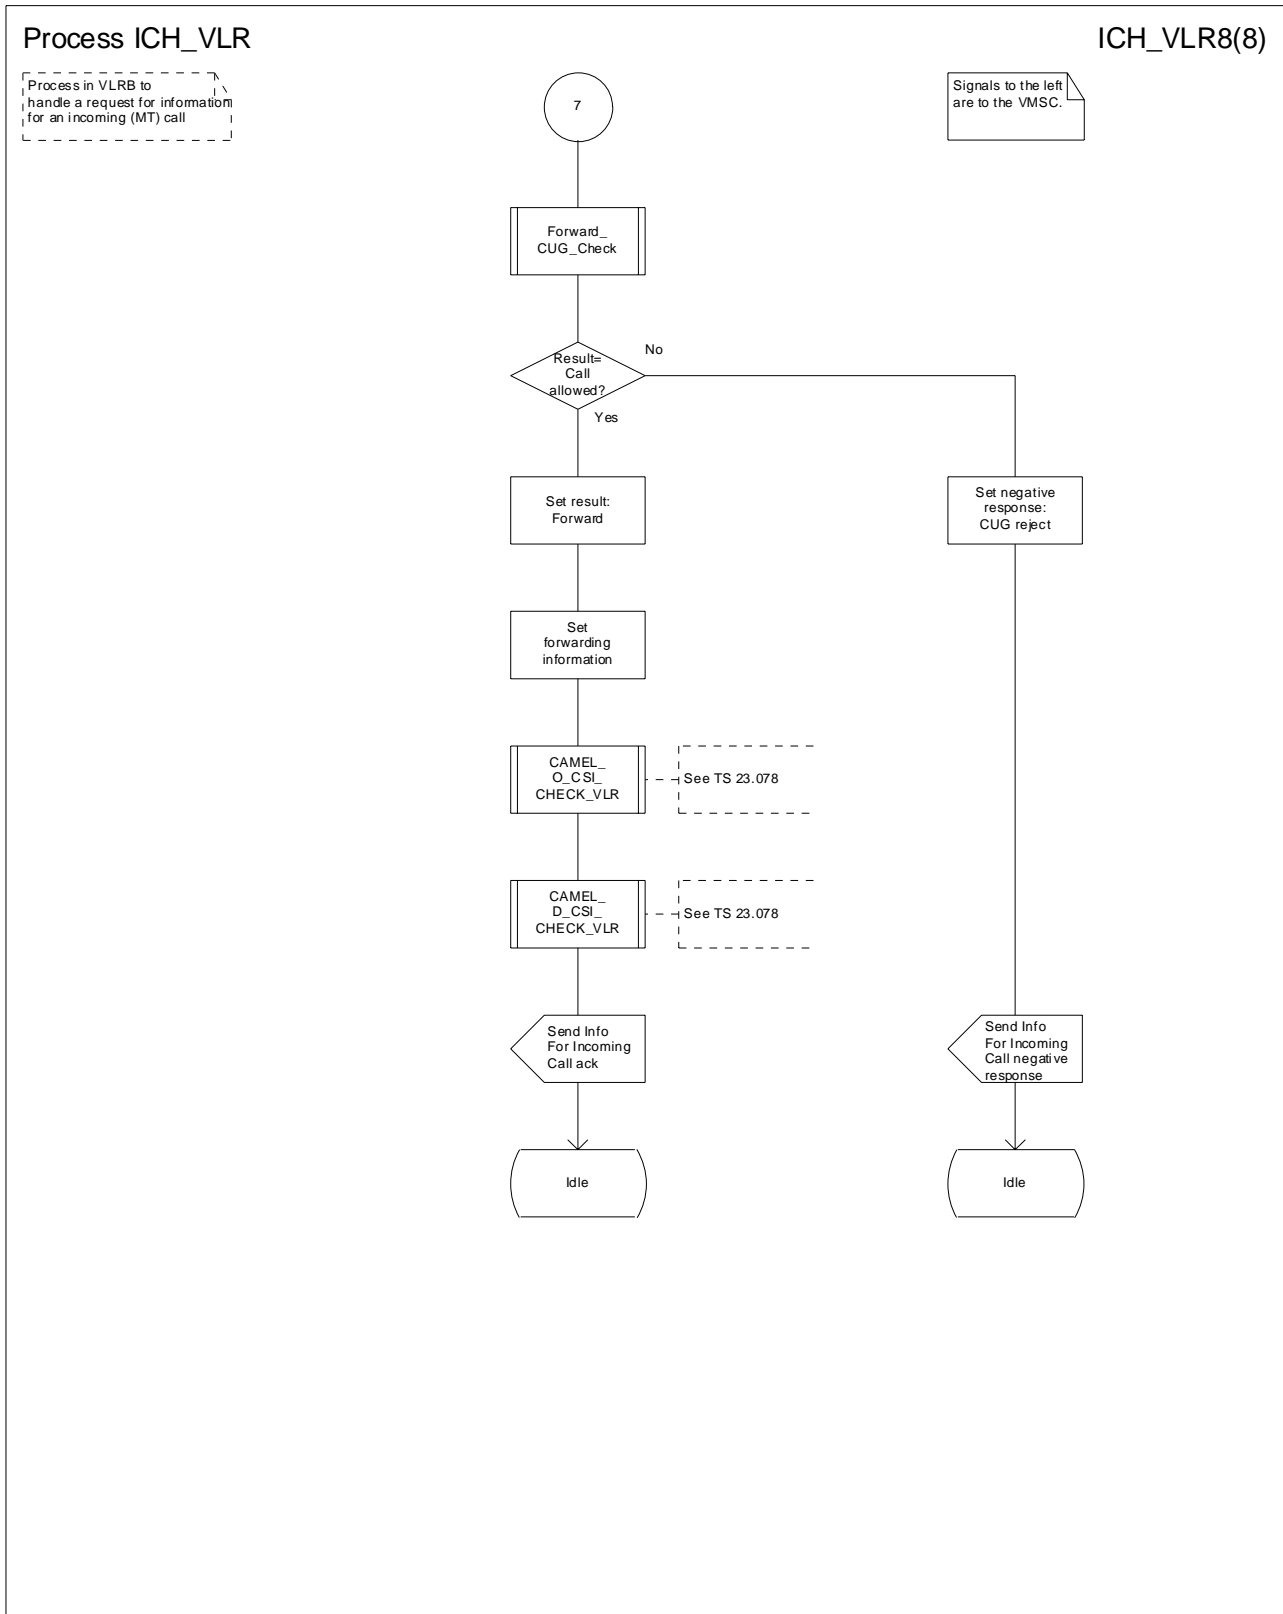 Process ICH_VLR
ICH_VLR8(8)
Process in VLRB to
handle a request for information
for an incoming (MT) call
Signals to the left
are to the VMSC.
7
Forward_
CUG_Check
Result=
Call
allowed?
No
Yes
Set result:
Forward
Set negative
response:
CUG reject
Set
forwarding
information
CAMEL_
O_CSI_
CHECK_VLR
See TS 23.078
CAMEL_
D_CSI_
CHECK_VLR
See TS 23.078
Send Info
For Incoming
Call ack
Send Info
For Incoming
Call negative
response
Idle
Idle